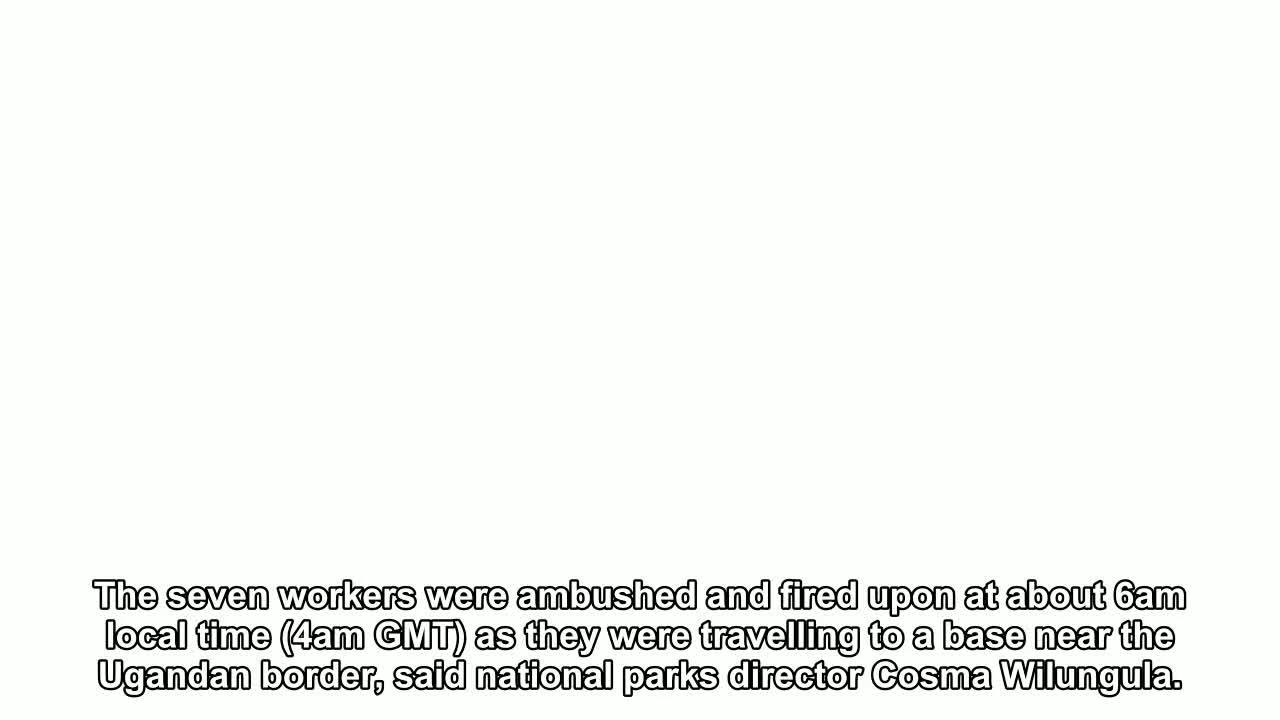 The seven workers were ambushed and fired upon at about 6am
local time (4am GMT) as they were travelling to a base near the
Ugandan border, said national parks director Cosma Wilungula.